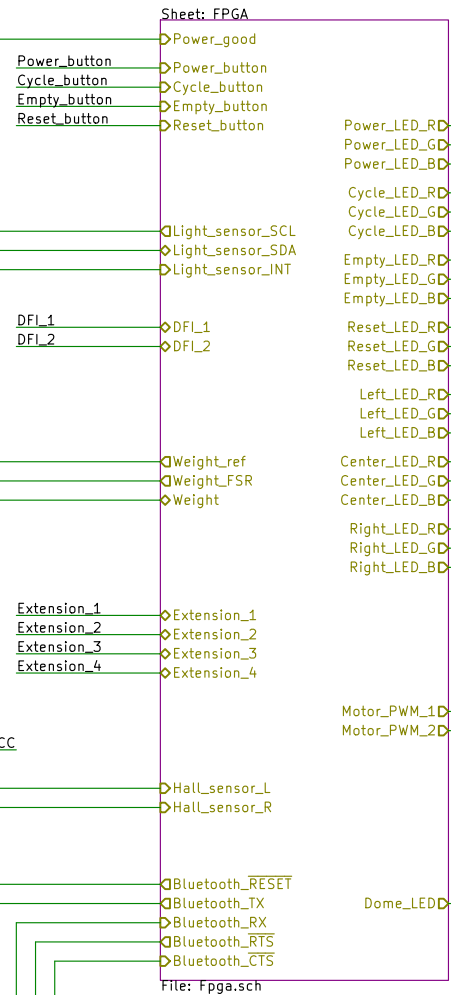 Sheet: FPGA
Power_good
Power_button Power_button
Cycle_button Cycle_button
Empty_button Empty_button
Reset_button Reset_button Power_LED_R
Power_LED_G
Power_LED_B
Cycle_LED_R
Cycle_LED_G
Light_sensor_SCL Cycle_LED_B
Light_sensor_SDA
Light_sensor_INT Empty_LED_R
Empty_LED_G
Empty_LED_B
DFI_1 DFI_1 Reset_LED_R
DFI_2 DFI_2 Reset_LED_G
Reset_LED_B
Left_LED_R
Left_LED_G
Left_LED_B
Weight_ref Center_LED_R
Weight_FSR Center_LED_G
Weight Center_LED_B
Right_LED_R
Right_LED_G
Right_LED_B
Extension_1 Extension_1
Extension_2 Extension_2
Extension_3 Extension_3
Extension_4 Extension_4
Motor_PWM_1
Motor_PWM_2
CC
Hall_sensor_L
Hall_sensor_R
Bluetooth_RESET
Bluetooth_TX Dome_LED
Bluetooth_RX
Bluetooth_RTS
Bluetooth_CTS
File: Fpga.sch